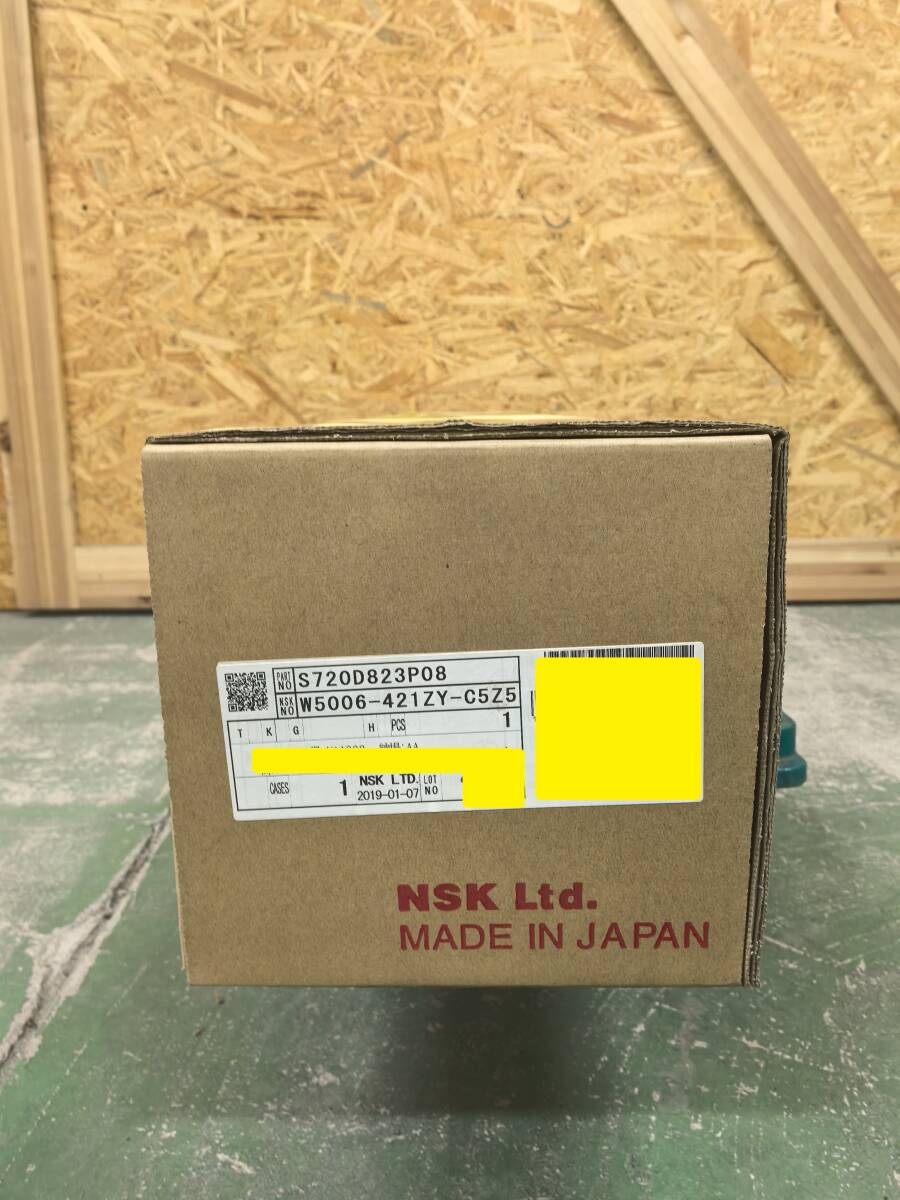 PART NO S720D823P08
NSK NO W5006-421ZY-C5Z5
T K G H PCS 1
CASES 1 NSK LTD. LOT NO
2019-01-07
NSK Ltd.
MADE IN JAPAN